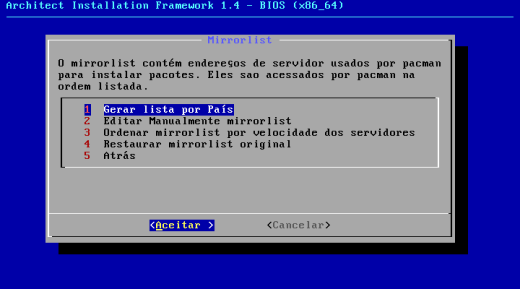 Architect Installation Framework 1.4 - BIOS (x86_64)
Mirrorlist
O mirrorlist contém endereços de servidor usados por pacman
para instalar pacotes. Eles sao acessados por pacman na
ordem listada.
1 Gerar lista por País
2 Editar Manualmente mirrorlist
3 Ordenar mirrorlist por velocidade dos servidores
4 Restaurar mirrorlist original
5 Atrás
<Aceitar > <Cancelar>